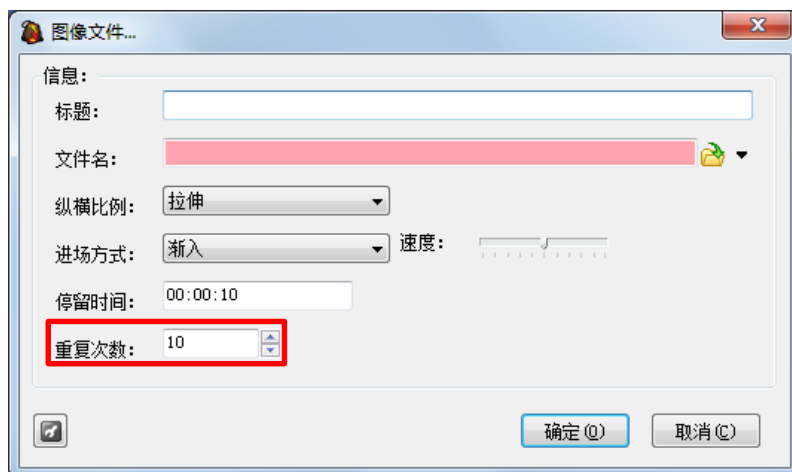 图像文件...
信息:
标题:
文件名:
纵横比例: 拉伸
进场方式: 渐入 速度:
停留时间: 00:00:10
重复次数: 10
确定(O) 取消(C)